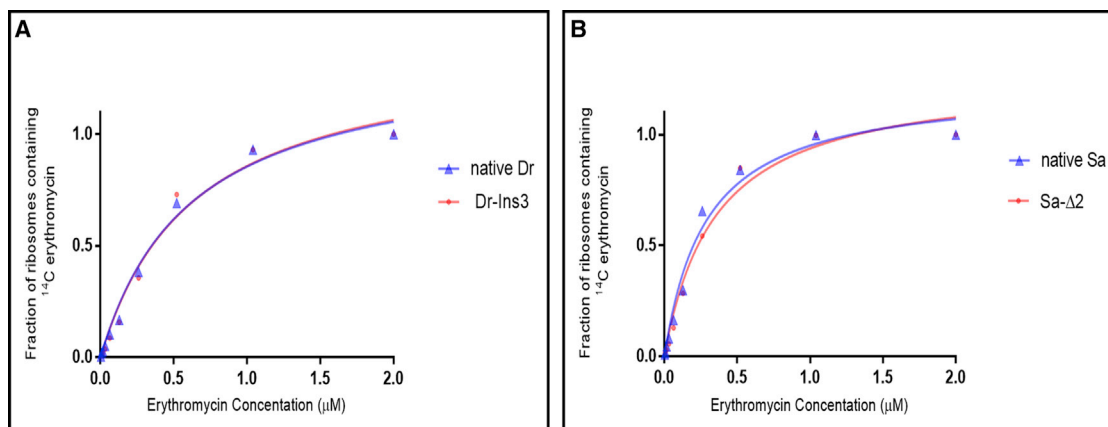 A
Fraction of ribosomes containing
¹⁴C erythromycin
1.0
0.5
0.0
0.0 0.5 1.0 1.5 2.0
Erythromycin Concentation (μM)
native Dr
Dr-Ins3
B
Fraction of ribosomes containing
¹⁴C erythromycin
1.0
0.5
0.0
0.0 0.5 1.0 1.5 2.0
Erythromycin Concentation (μM)
native Sa
Sa-Δ2